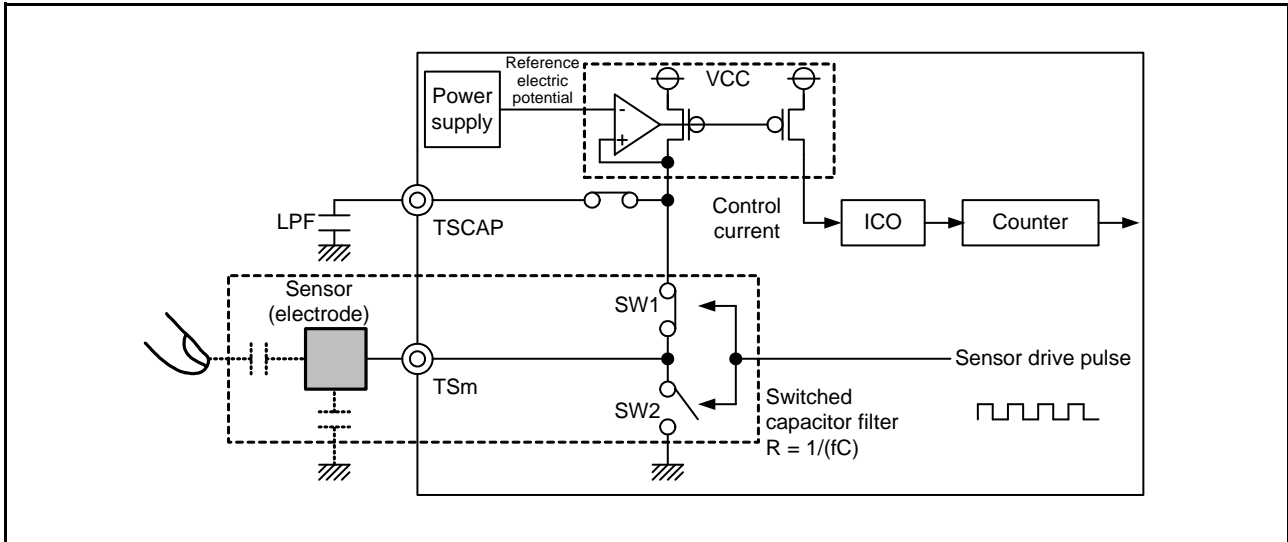 Power
supply
Reference
electric
potential
VCC
-
+
LPF
TSCAP
Control
current
ICO
Counter
Sensor
(electrode)
SW1
TSm
SW2
Sensor drive pulse
Switched
capacitor filter
R = 1/(fC)